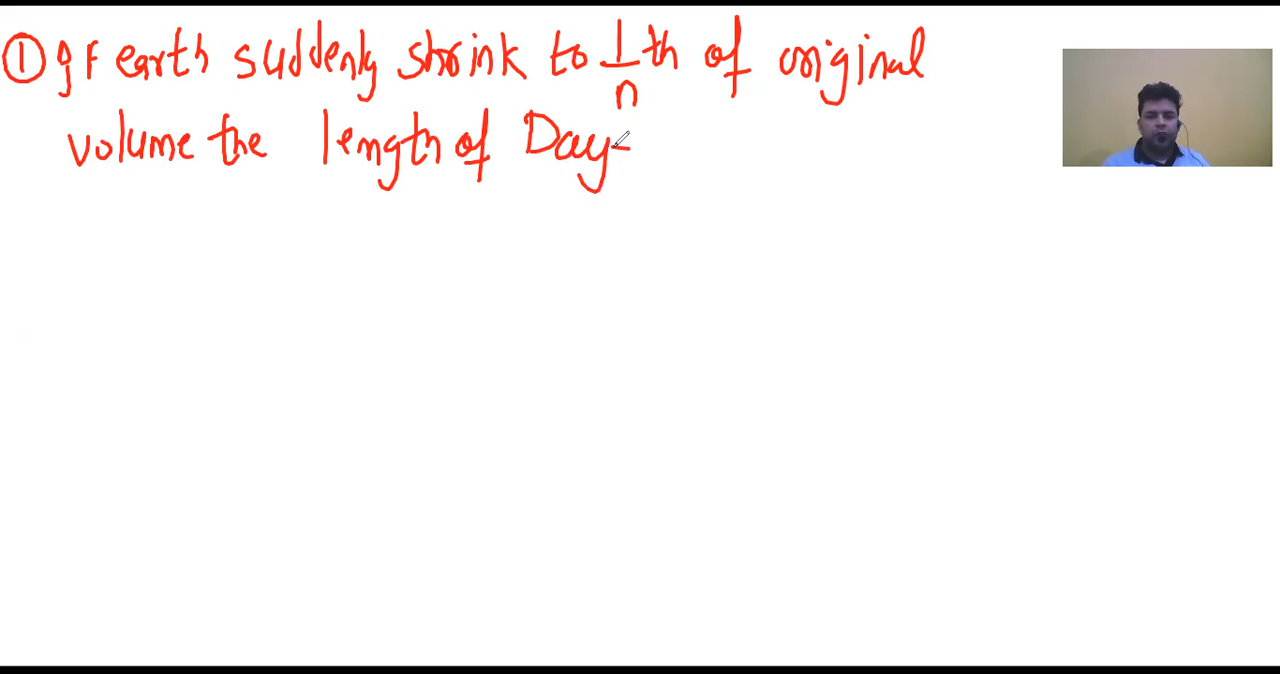 ① If earth suddenly shrink to 1/n th of original
volume the length of Day